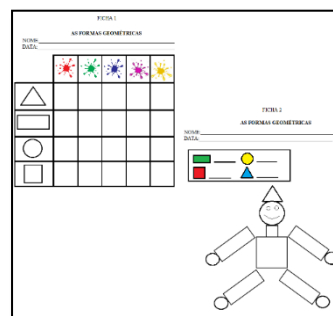 FICHA 1
AS FORMAS GEOMÉTRICAS
NOME:
DATA:
FICHA 2
AS FORMAS GEOMÉTRICAS
NOME:
DATA: